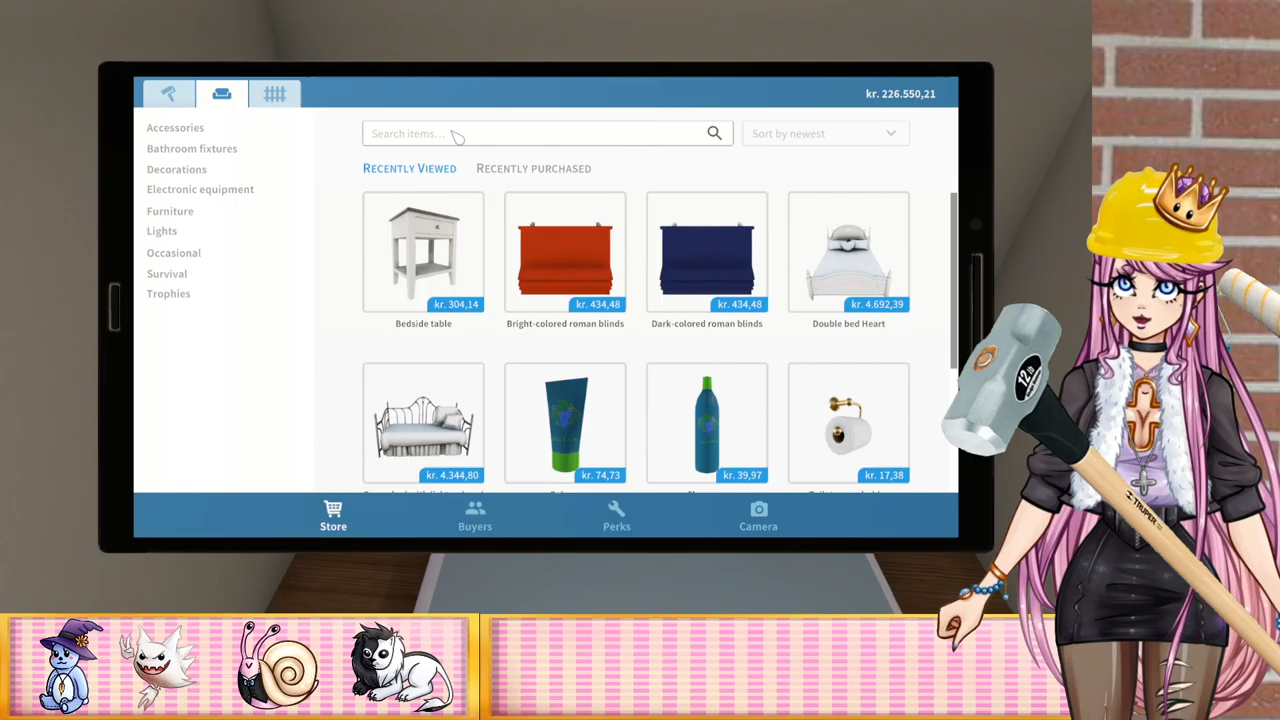 kr. 226.550,21
Accessories
Bathroom fixtures
Decorations
Electronic equipment
Furniture
Lights
Occasional
Survival
Trophies
Search items...
Sort by newest
RECENTLY VIEWED
RECENTLY PURCHASED
kr. 304,14
kr. 434,48
kr. 434,48
kr. 4.692,39
Bedside table
Bright-colored roman blinds
Dark-colored roman blinds
Double bed Heart
kr. 4.344,80
kr. 74,73
kr. 39,97
kr. 17,38
Store
Buyers
Perks
Camera
12 lb
TRUPER